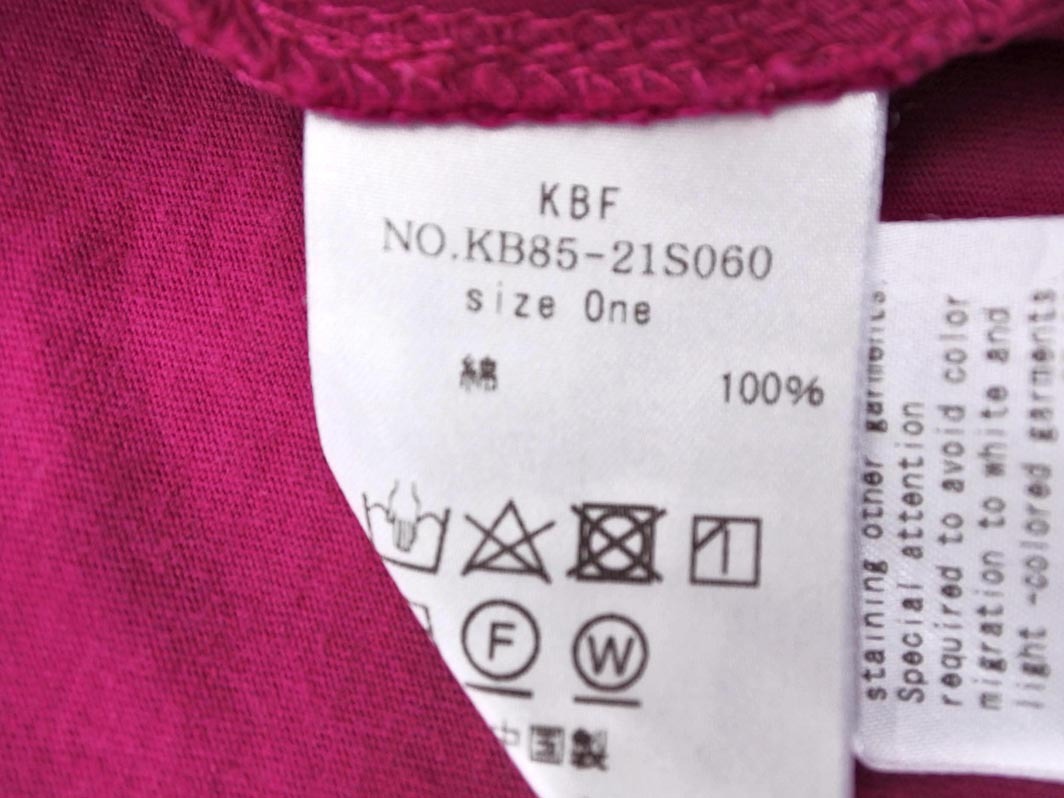 KBF
NO.KB85-21S060
size One
綿 100%
F W
中国製
staining other garments,
Special attention
required to avoid color
migration to white and
light -colored garments